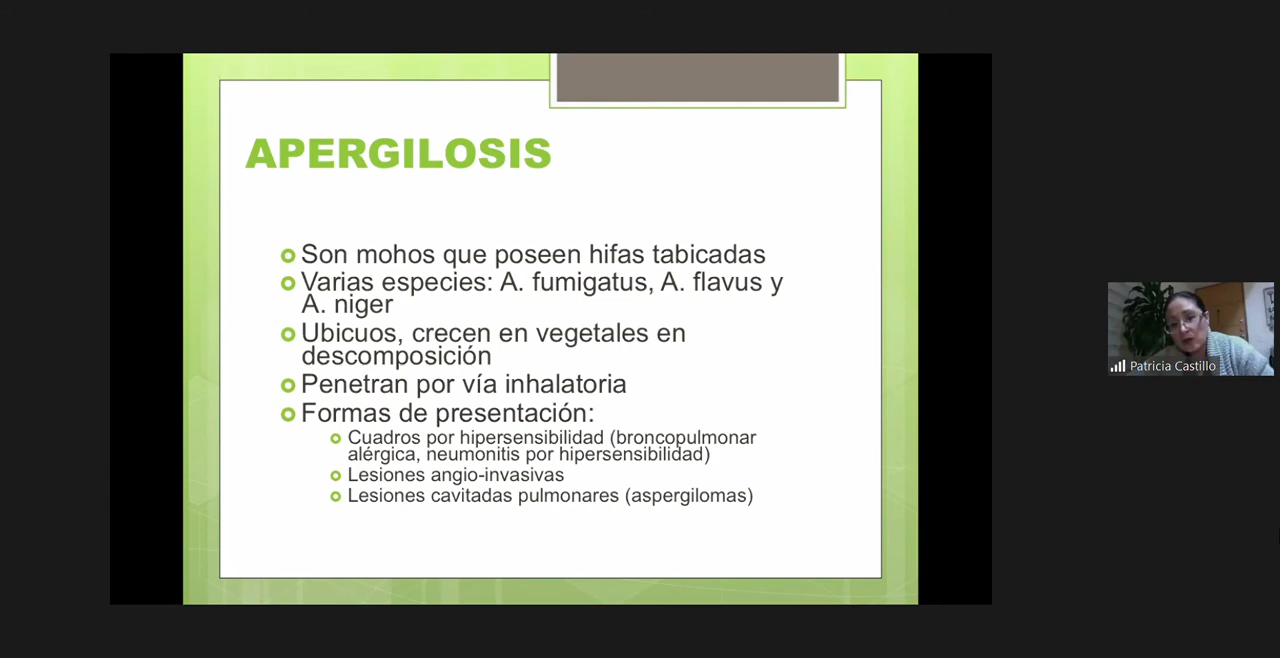 APERGILOSIS
Son mohos que poseen hifas tabicadas
Varias especies: A. fumigatus, A. flavus y
A. niger
Ubicuos, crecen en vegetales en
descomposición
Penetran por vía inhalatoria
Formas de presentación:
Cuadros por hipersensibilidad (broncopulmonar
alérgica, neumonitis por hipersensibilidad)
Lesiones angio-invasivas
Lesiones cavitadas pulmonares (aspergilomas)
Patricia Castillo